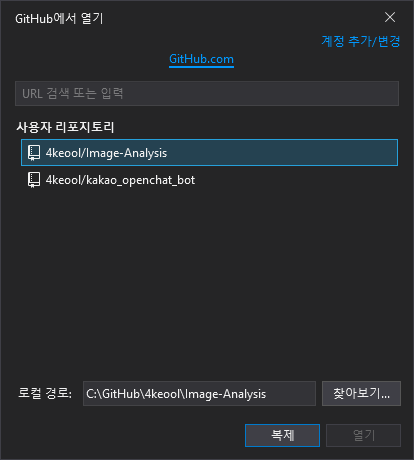 GitHub에서 열기
계정 추가/변경
GitHub.com
URL 검색 또는 입력
사용자 리포지토리
4keool/Image-Analysis
4keool/kakao_openchat_bot
로컬 경로: C:\GitHub\4keool\Image-Analysis 찾아보기...
복제 열기